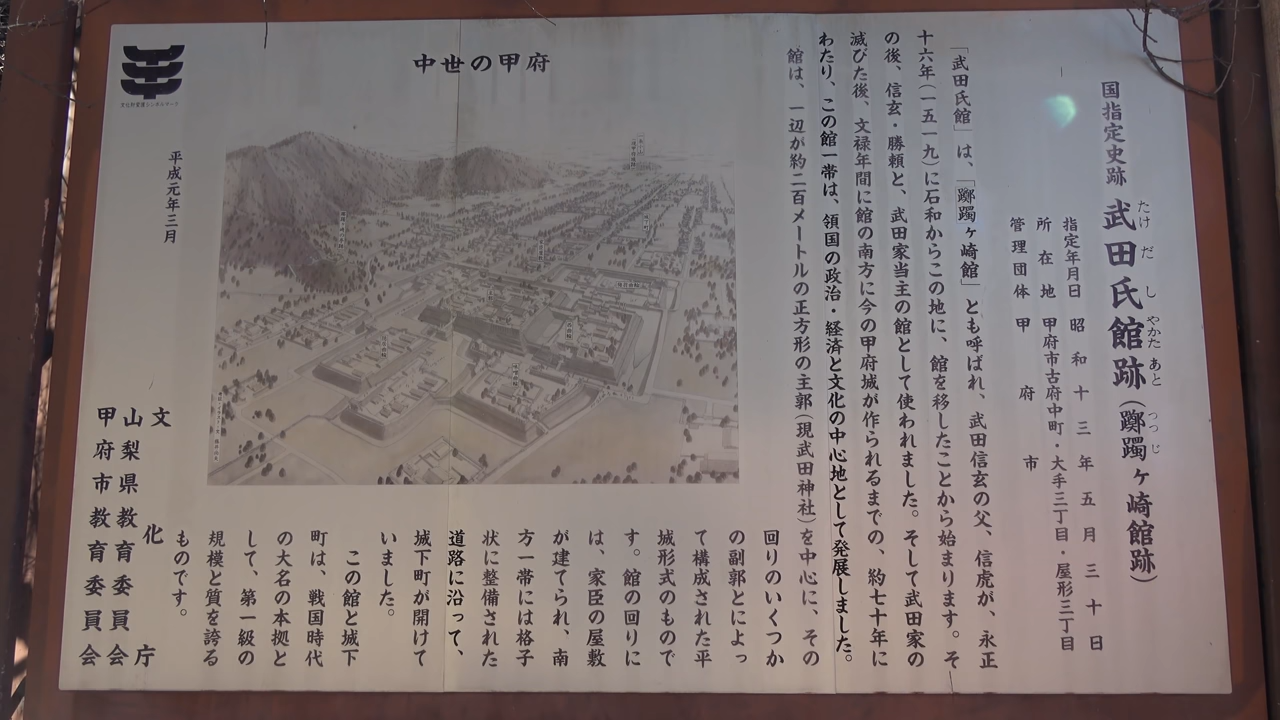 国指定史跡 武田氏館跡(躑躅ヶ崎館跡)
たけ だ し やかた あと つつ じ
指定年月日 昭和十三年五月三十日
所在地 甲府市古府中町・大手三丁目・屋形三丁目
管理団体 甲府市
「武田氏館」は、「躑躅ヶ崎館」とも呼ばれ、武田信玄の父、信虎が、永正
十六年(一五一九)に石和からこの地に、館を移したことから始まります。そ
の後、信玄・勝頼と、武田家当主の館として使われました。そして武田家の
滅びた後、文禄年間に館の南方に今の甲府城が作られるまでの、約七十年に
わたり、この館一帯は、領国の政治・経済と文化の中心地として発展しました。
館は、一辺が約二百メートルの正方形の主郭(現武田神社)を中心に、その
回りのいくつか
の副郭とによっ
て構成された平
城形式のもので
す。館の回りに
は、家臣の屋敷
が建てられ、南
方一帯には格子
状に整備された
道路に沿って、
城下町が開けて
いました。
この館と城下
町は、戦国時代
の大名の本拠と
して、第一級の
規模と質を誇る
ものです。
中世の甲府
平成元年三月
文化庁
山梨県教育委員会
甲府市教育委員会